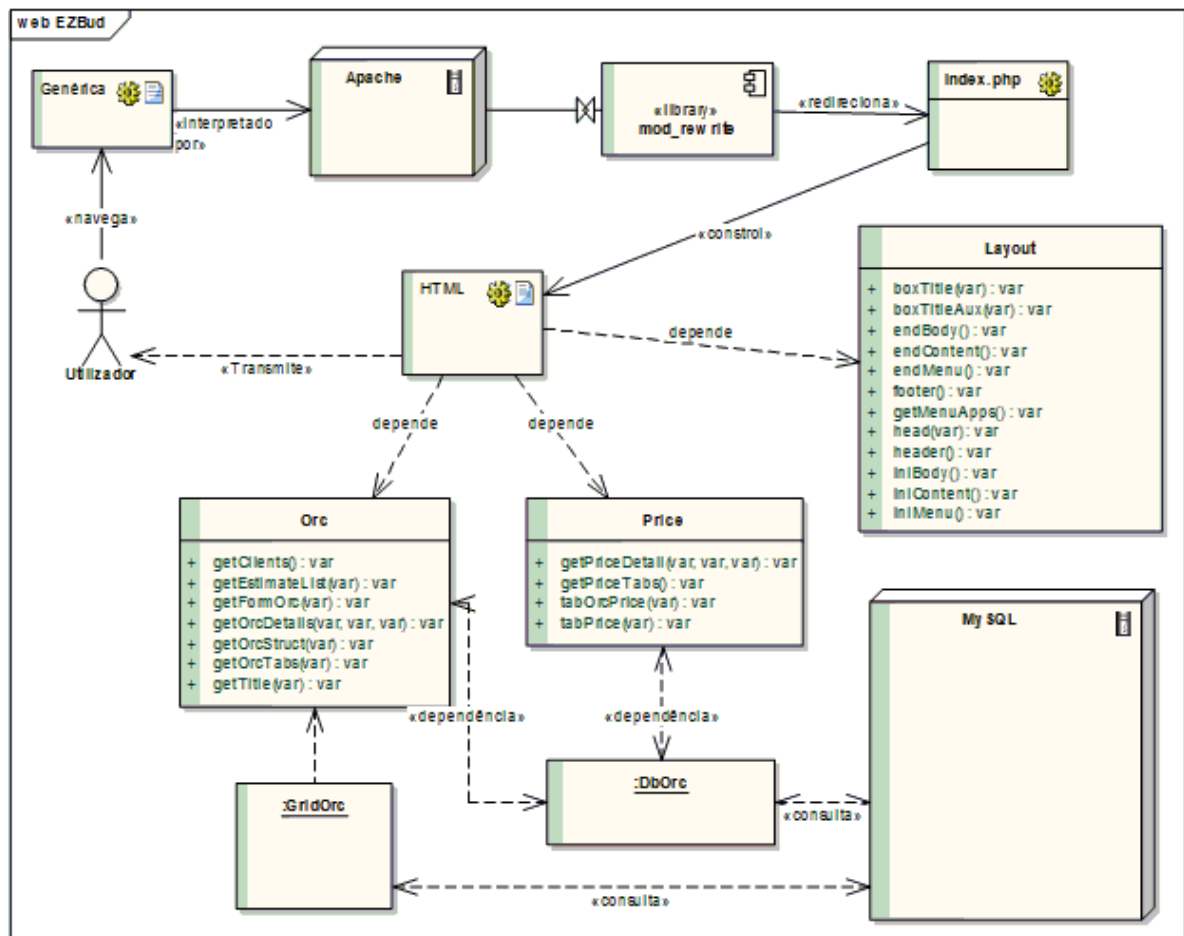 web EZBud
Genérica
Apache
«library»
mod_rewrite
Index.php
«Interpretado
por»
«redireciona»
«navega»
«constroi»
Utilizador
HTML
«Transmite»
depende
depende
depende
Layout
+ boxTitle(var) : var
+ boxTitleAux(var) : var
+ endBody() : var
+ endContent() : var
+ endMenu() : var
+ footer() : var
+ getMenuApps() : var
+ head(var) : var
+ header() : var
+ iniBody() : var
+ iniContent() : var
+ iniMenu() : var
Orc
+ getClients() : var
+ getEstimateList(var) : var
+ getFormOrc(var) : var
+ getOrcDetails(var, var, var) : var
+ getOrcStruct(var) : var
+ getOrcTabs(var) : var
+ getTitle(var) : var
Price
+ getPriceDetail(var, var, var) : var
+ getPriceTabs() : var
+ tabOrcPrice(var) : var
+ tabPrice(var) : var
MySQL
«dependência»
«dependência»
:GridOrc
:DbOrc
«consulta»
«consulta»